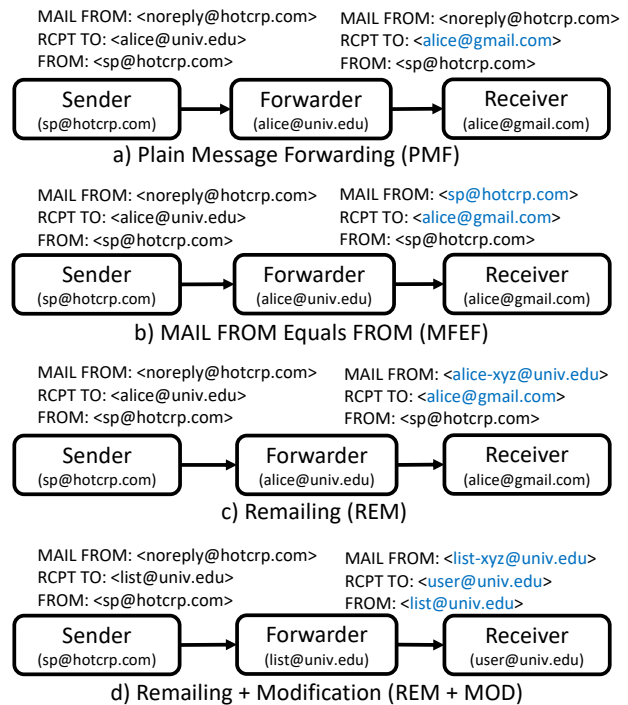 MAIL FROM: <noreply@hotcrp.com>
RCPT TO: <alice@univ.edu>
FROM: <sp@hotcrp.com>
MAIL FROM: <noreply@hotcrp.com>
RCPT TO: <alice@gmail.com>
FROM: <sp@hotcrp.com>
Sender
(sp@hotcrp.com)
Forwarder
(alice@univ.edu)
Receiver
(alice@gmail.com)
a) Plain Message Forwarding (PMF)
MAIL FROM: <noreply@hotcrp.com>
RCPT TO: <alice@univ.edu>
FROM: <sp@hotcrp.com>
MAIL FROM: <sp@hotcrp.com>
RCPT TO: <alice@gmail.com>
FROM: <sp@hotcrp.com>
Sender
(sp@hotcrp.com)
Forwarder
(alice@univ.edu)
Receiver
(alice@gmail.com)
b) MAIL FROM Equals FROM (MFEF)
MAIL FROM: <noreply@hotcrp.com>
RCPT TO: <alice@univ.edu>
FROM: <sp@hotcrp.com>
MAIL FROM: <alice-xyz@univ.edu>
RCPT TO: <alice@gmail.com>
FROM: <sp@hotcrp.com>
Sender
(sp@hotcrp.com)
Forwarder
(alice@univ.edu)
Receiver
(alice@gmail.com)
c) Remailing (REM)
MAIL FROM: <noreply@hotcrp.com>
RCPT TO: <list@univ.edu>
FROM: <sp@hotcrp.com>
MAIL FROM: <list-xyz@univ.edu>
RCPT TO: <user@univ.edu>
FROM: <list@univ.edu>
Sender
(sp@hotcrp.com)
Forwarder
(list@univ.edu)
Receiver
(user@univ.edu)
d) Remailing + Modification (REM + MOD)